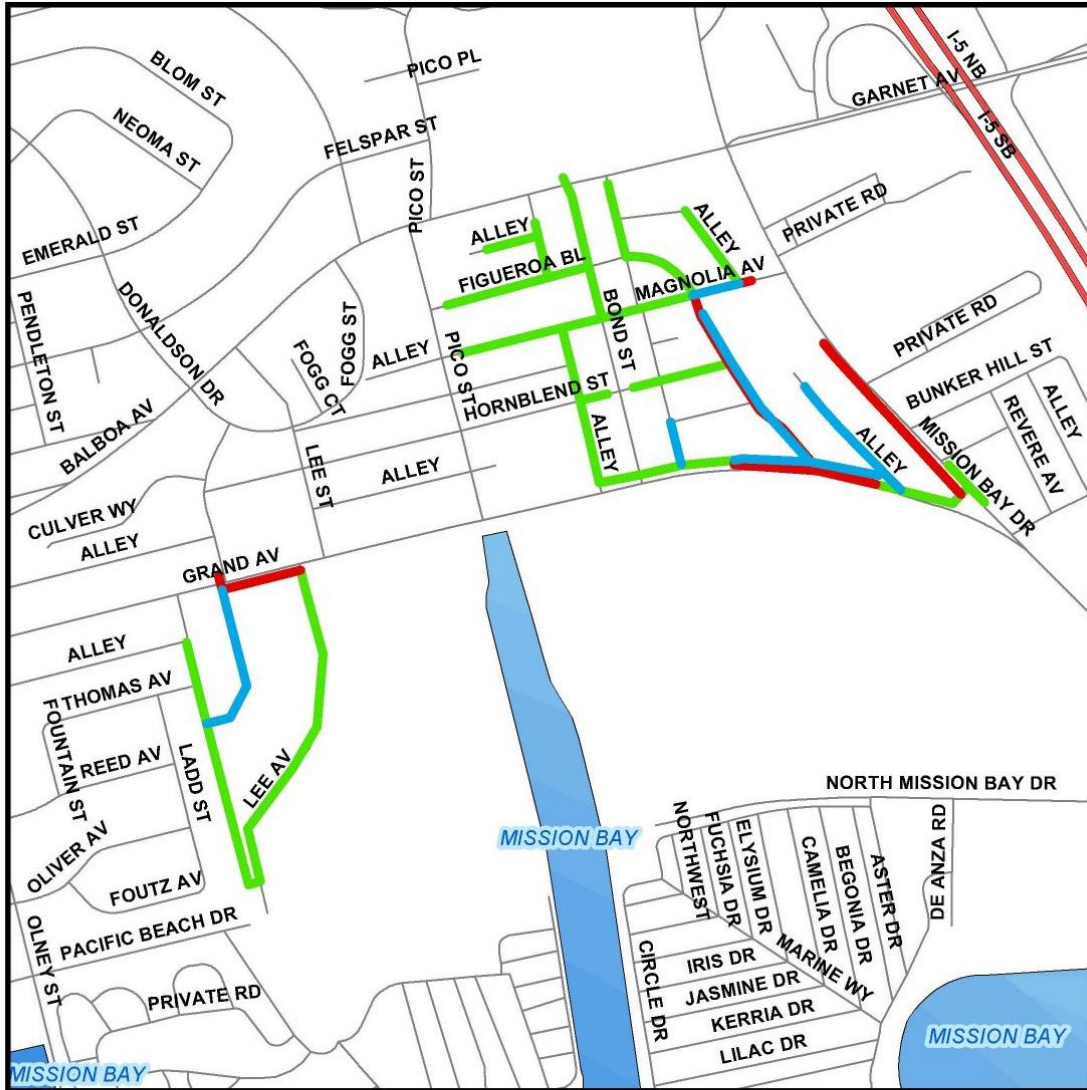 I-5 NB
BLOM ST
PICO PL
GARNET AV
NEOMA ST
FELSPAR ST
I-5 SB
PICO ST
PRIVATE RD
EMERALD ST
ALLEY
ALLEY
FIGUEROA BL
MAGNOLIA AV
PENDLETON ST
DONALDSON DR
BOND ST
PRIVATE RD
FOGG ST
FOGG CT
ALLEY
PICO ST
HORNBLEND ST
BUNKER HILL ST
ALLEY
REVERE AV
BALBOA AV
LEE ST
ALLEY
ALLEY
ALLEY
MISSION BAY DR
CULVER WY
ALLEY
GRAND AV
ALLEY
THOMAS AV
FOUNTAIN ST
REED AV
LADD ST
LEE AV
NORTH MISSION BAY DR
OLIVER AV
MISSION BAY
NORTHWEST
FUCHSIA DR
ELYSIUM DR
CAMELIA DR
BEGONIA DR
ASTER DR
DE ANZA RD
FOUTZ AV
PACIFIC BEACH DR
OLNEY ST
CIRCLE DR
IRIS DR
MARINE WY
JASMINE DR
PRIVATE RD
KERRIA DR
LILAC DR
MISSION BAY
MISSION BAY